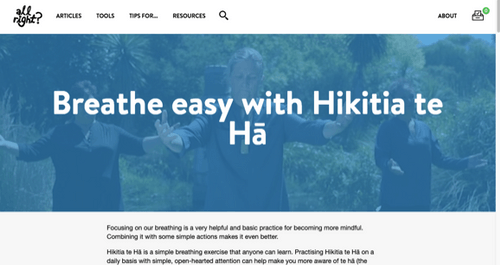 all right?
ARTICLES TOOLS TIPS FOR... RESOURCES ABOUT 0
Breathe easy with Hikitia te
Hā
Focusing on our breathing is a very helpful and basic practice for becoming more mindful.
Combining it with some simple actions makes it even better.
Hikitia te Hā is a simple breathing exercise that anyone can learn. Practising Hikitia te Hā on a
daily basis with simple, open-hearted attention can help make you more aware of te hā (the